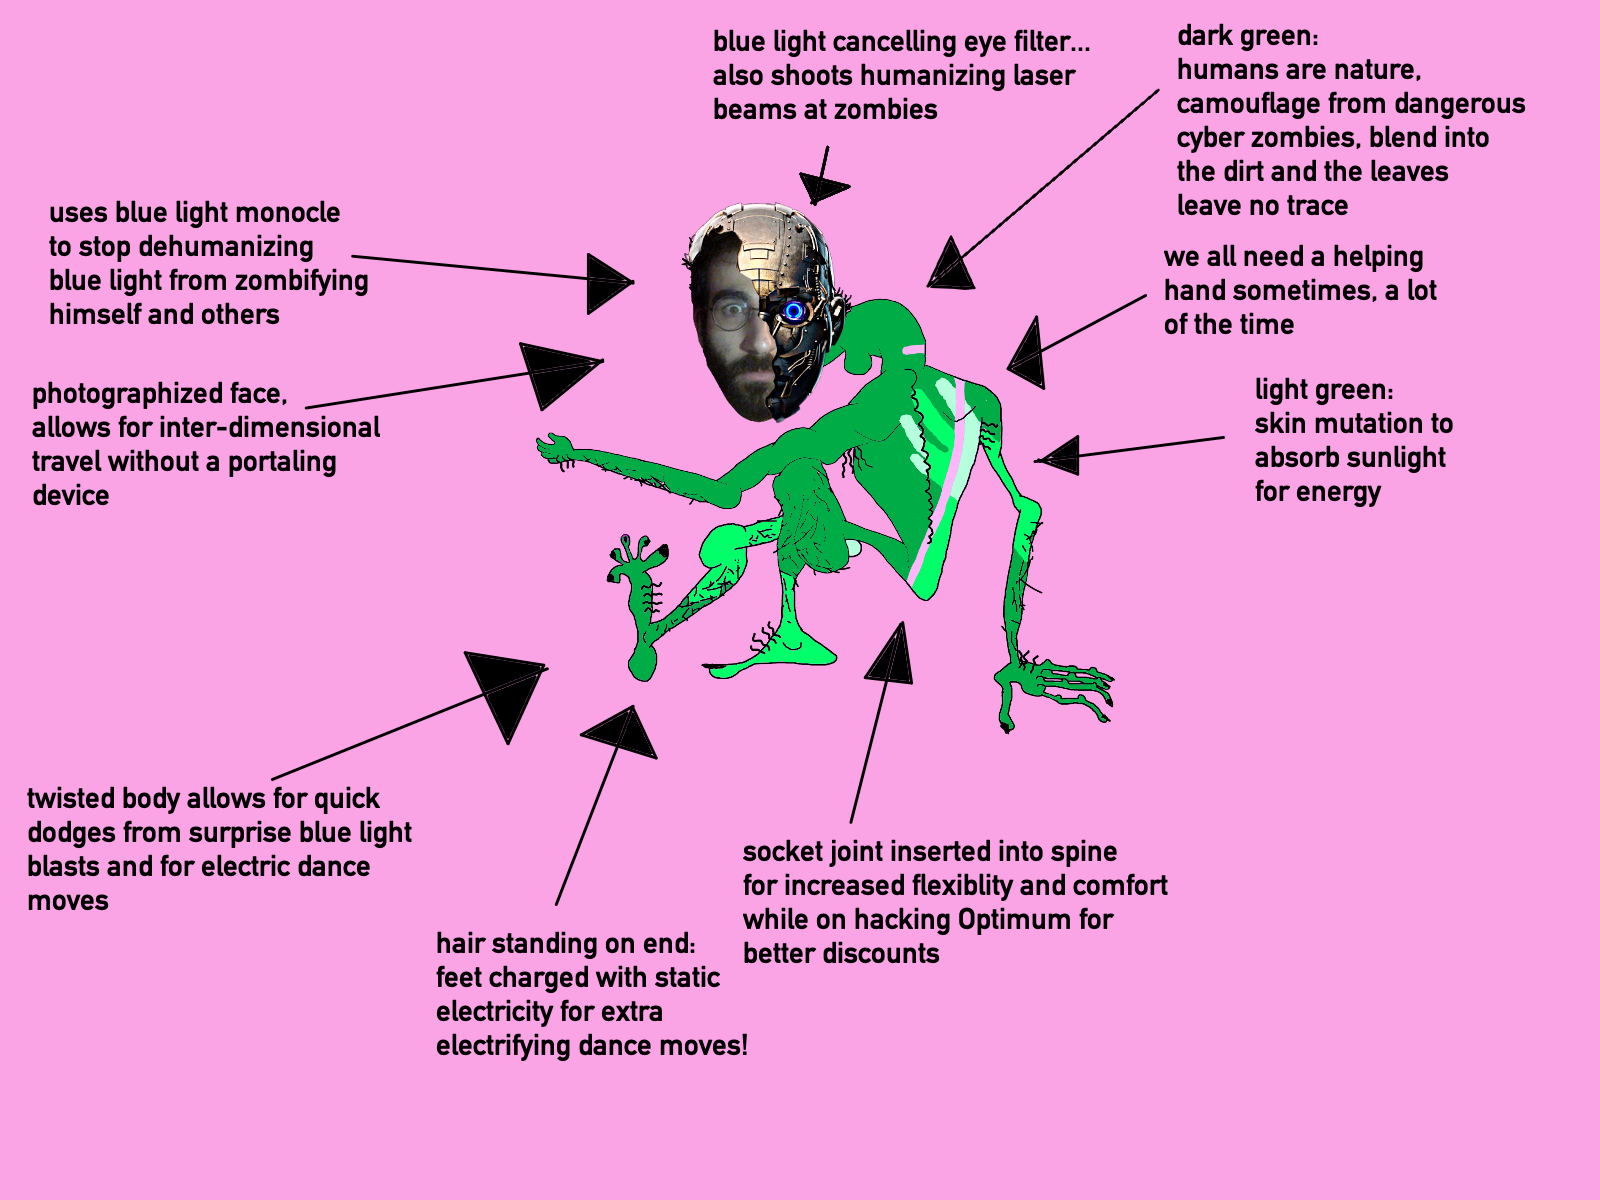 blue light cancelling eye filter...
also shoots humanizing laser
beams at zombies
dark green:
humans are nature,
camouflage from dangerous
cyber zombies, blend into
the dirt and the leaves
leave no trace
uses blue light monocle
to stop dehumanizing
blue light from zombifying
himself and others
we all need a helping
hand sometimes, a lot
of the time
photographized face,
allows for inter-dimensional
travel without a portaling
device
light green:
skin mutation to
absorb sunlight
for energy
twisted body allows for quick
dodges from surprise blue light
blasts and for electric dance
moves
socket joint inserted into spine
for increased flexiblity and comfort
while on hacking Optimum for
better discounts
hair standing on end:
feet charged with static
electricity for extra
electrifying dance moves!